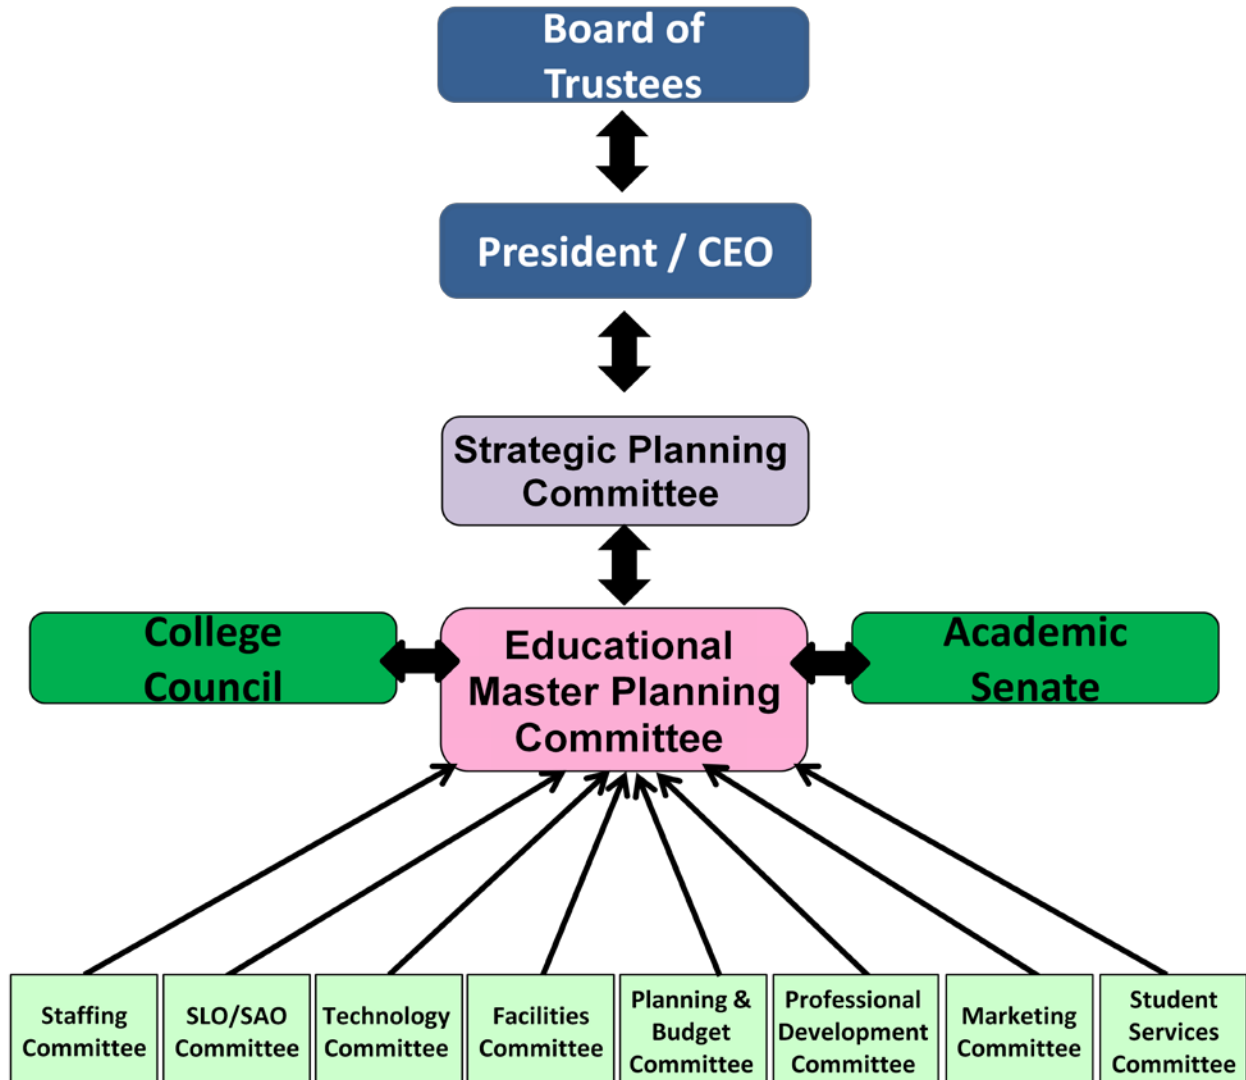 Board of
Trustees
President / CEO
Strategic Planning
Committee
College
Council
Educational
Master Planning
Committee
Academic
Senate
Staffing
Committee
SLO/SAO
Committee
Technology
Committee
Facilities
Committee
Planning &
Budget
Committee
Professional
Development
Committee
Marketing
Committee
Student
Services
Committee